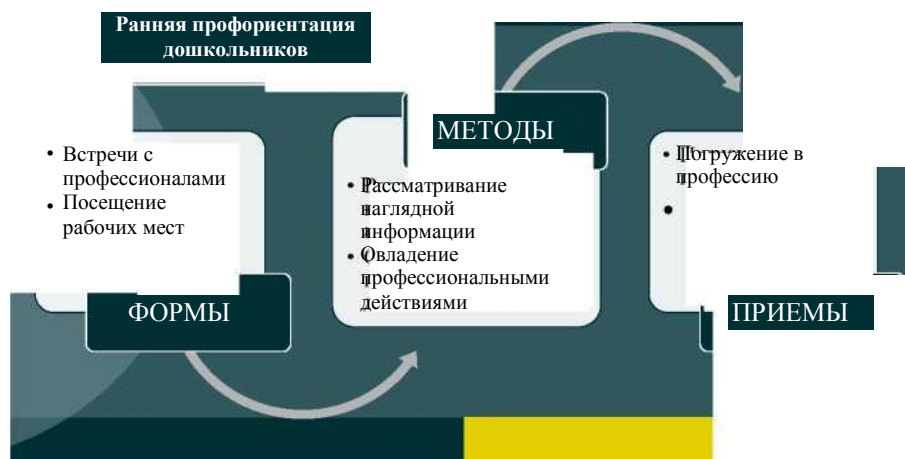 Ранняя профориентация
дошкольников
• Встречи с
профессионалами
• Посещение
рабочих мест
ФОРМЫ
МЕТОДЫ
• Рассматривание
наглядной
информации
• Овладение
профессиональными
действиями
• Погружение в
профессию
•
ПРИЕМЫ